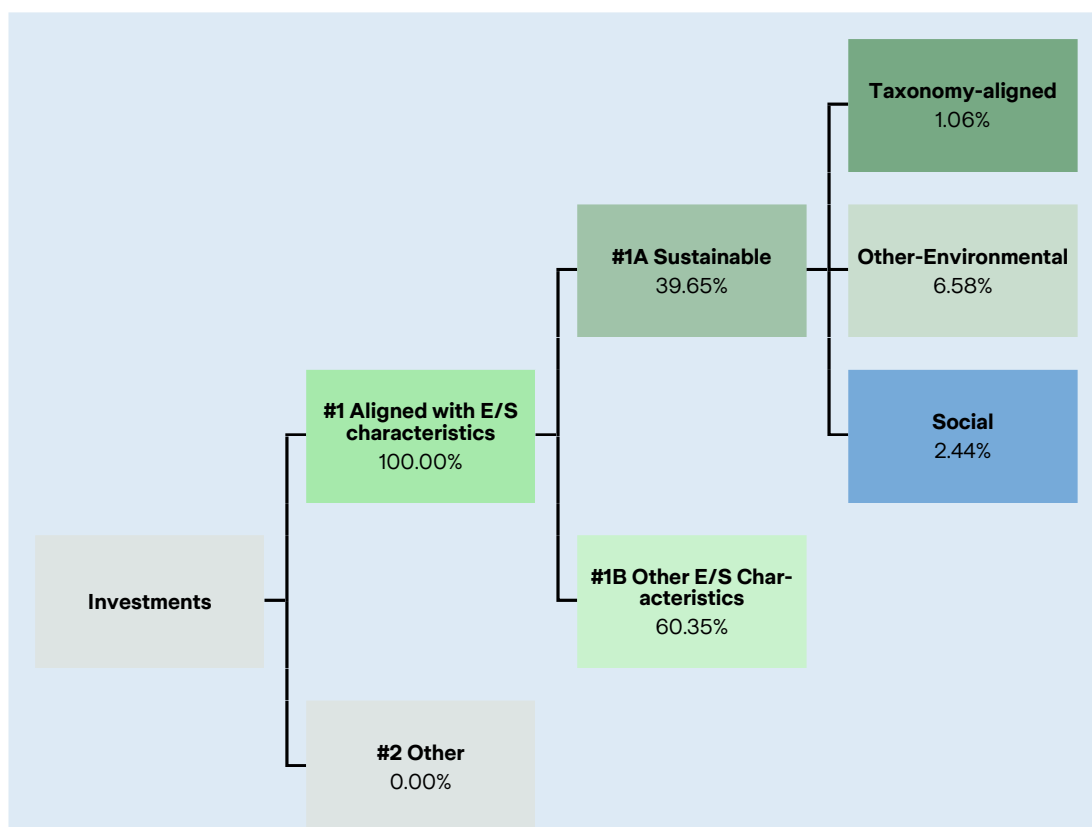 Taxonomy-aligned
1.06%
#1A Sustainable
39.65%
Other-Environmental
6.58%
#1 Aligned with E/S
characteristics
100.00%
Social
2.44%
Investments
#1B Other E/S Char-
acteristics
60.35%
#2 Other
0.00%